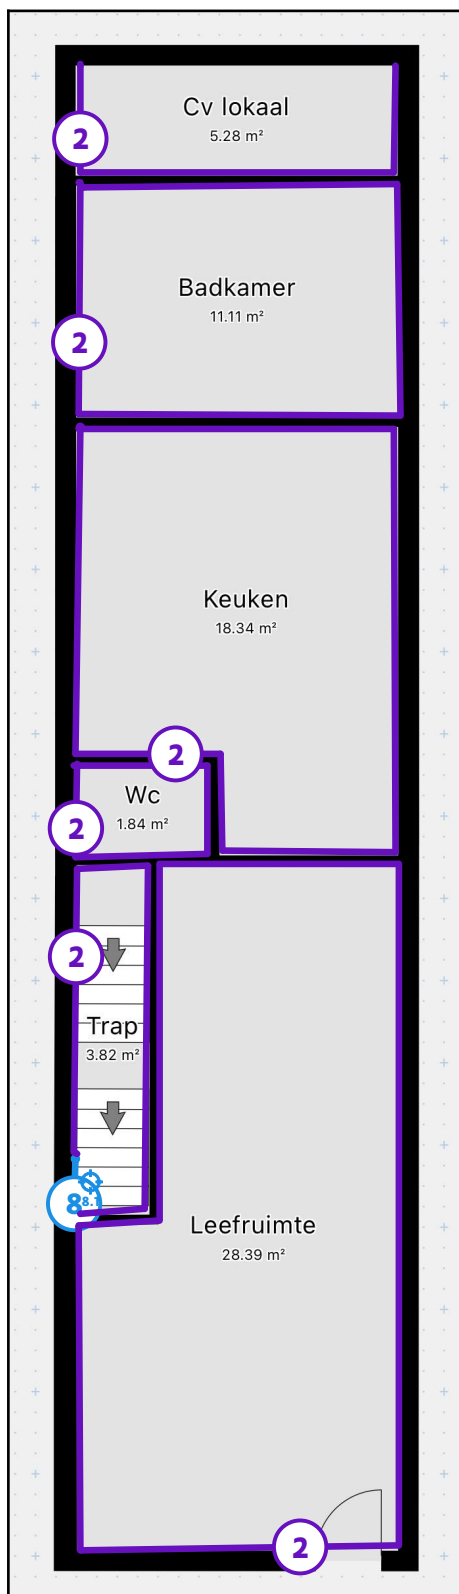 Cv lokaal
5.28 m²
2
Badkamer
11.11 m²
2
Keuken
18.34 m²
2
Wc
1.84 m²
2
2
Trap
3.82 m²
8
Leefruimte
28.39 m²
2